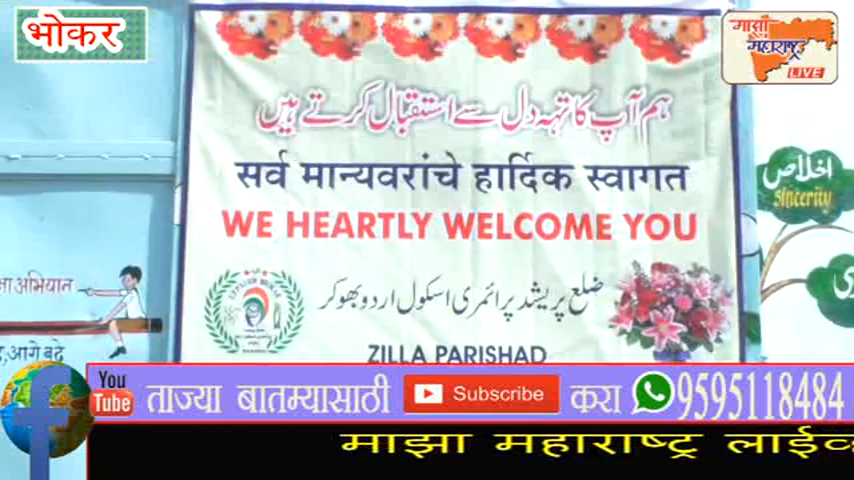 भोकर
माझा
महाराष्ट्र
LIVE
ہم آپ کا تہہ دل سے استقبال کرتے ہیں
सर्व मान्यवरांचे हार्दिक स्वागत
WE HEARTLY WELCOME YOU
اخلاص
sincerity
ضلع پریشد پرائمری اسکول اردو بھوکر
ZILLA PARISHAD
अभियान
आगे बढे
You Tube ताज्या बातम्यासाठी Subscribe करा 9595118484
माझा महाराष्ट्र लाईव्ह